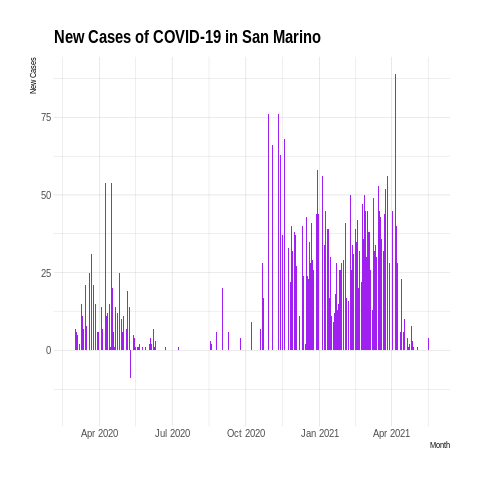 New Cases of COVID-19 in San Marino
New Cases
75
50
25
0
Apr 2020
Jul 2020
Oct 2020
Jan 2021
Apr 2021
Month